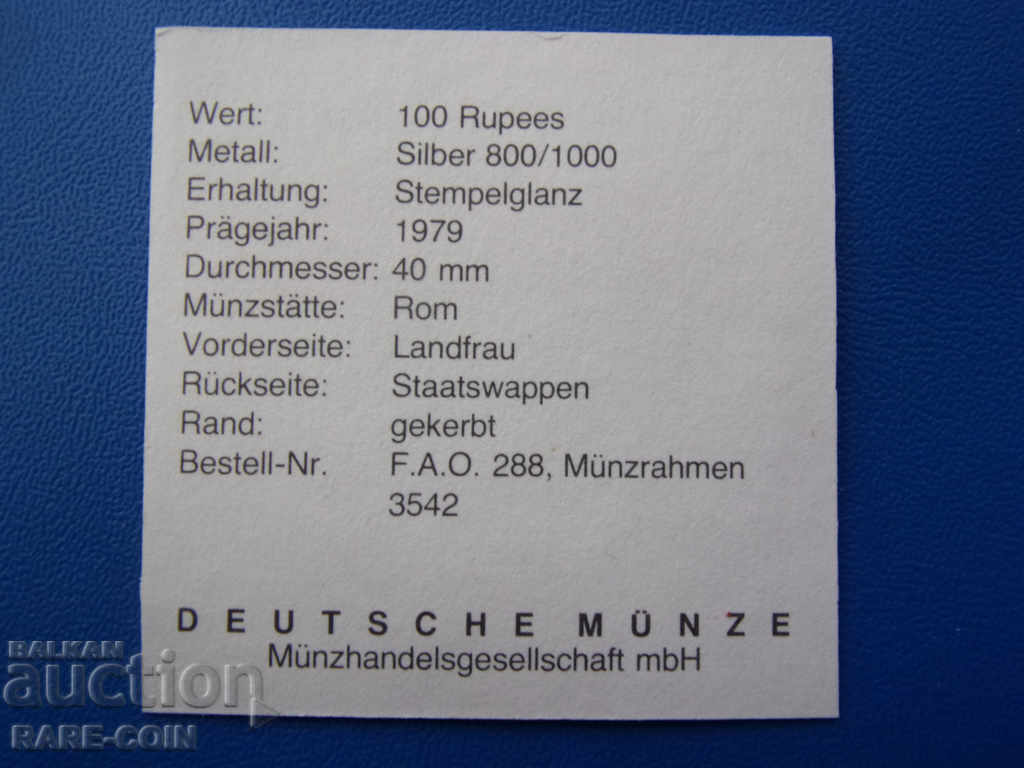 Wert: 100 Rupees
Metall: Silber 800/1000
Erhaltung: Stempelglanz
Prägejahr: 1979
Durchmesser: 40 mm
Münzstätte: Rom
Vorderseite: Landfrau
Rückseite: Staatswappen
Rand: gekerbt
Bestell-Nr. F.A.O. 288, Münzrahmen
3542
DEUTSCHE MÜNZE
Münzhandelsgesellschaft mbH
BALKAN
auction
RARE-COIN